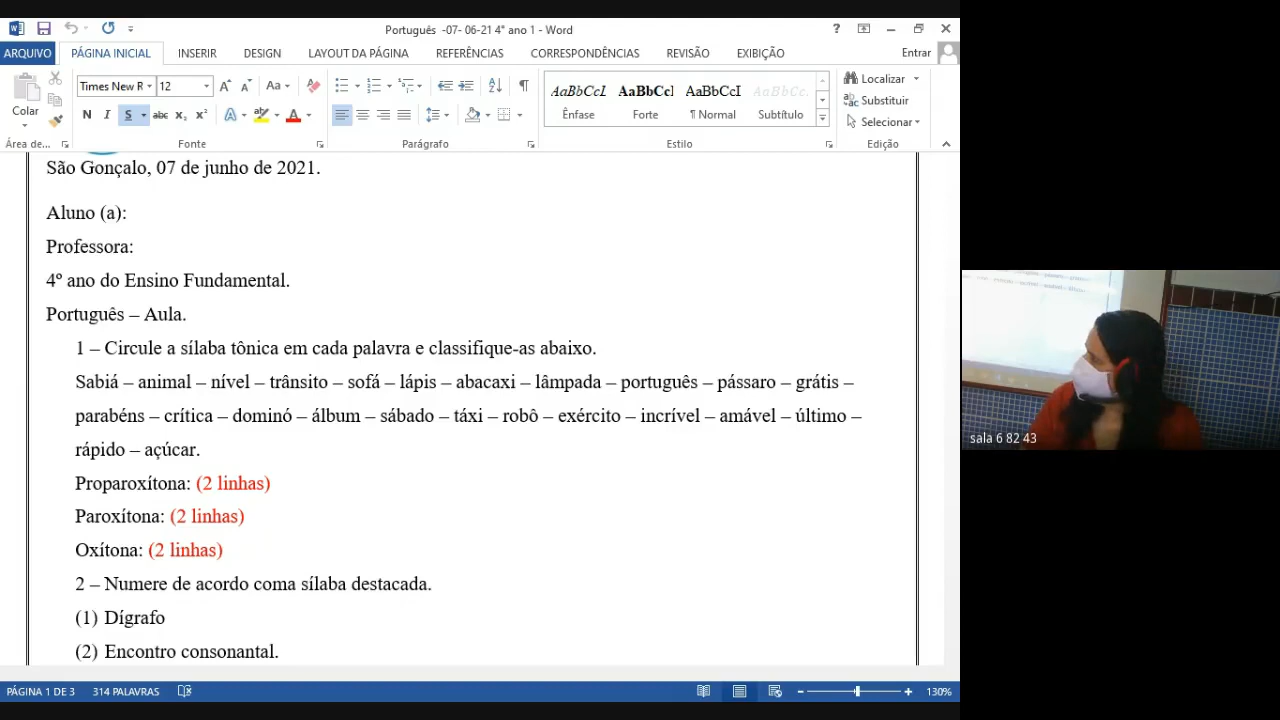 Português -07- 06-21 4° ano 1 - Word
ARQUIVO PÁGINA INICIAL INSERIR DESIGN LAYOUT DA PÁGINA REFERÊNCIAS CORRESPONDÊNCIAS REVISÃO EXIBIÇÃO Entrar
Times New R 12 Aa
Colar
N I S abc x₂ x² A A
AaBbCcL AaBbCcI AaBbCcI AaBbCc.
Ênfase Forte ¶ Normal Subtítulo
Localizar
Substituir
Selecionar
Área de... Fonte Parágrafo Estilo Edição
São Gonçalo, 07 de junho de 2021.
Aluno (a):
Professora:
4º ano do Ensino Fundamental.
Português – Aula.
1 – Circule a sílaba tônica em cada palavra e classifique-as abaixo.
Sabiá – animal – nível – trânsito – sofá – lápis – abacaxi – lâmpada – português – pássaro – grátis –
parabéns – crítica – dominó – álbum – sábado – táxi – robô – exército – incrível – amável – último –
rápido – açúcar.
Proparoxítona: (2 linhas)
Paroxítona: (2 linhas)
Oxítona: (2 linhas)
2 – Numere de acordo coma sílaba destacada.
(1) Dígrafo
(2) Encontro consonantal.
PÁGINA 1 DE 3 314 PALAVRAS 130%
sala 6 82 43